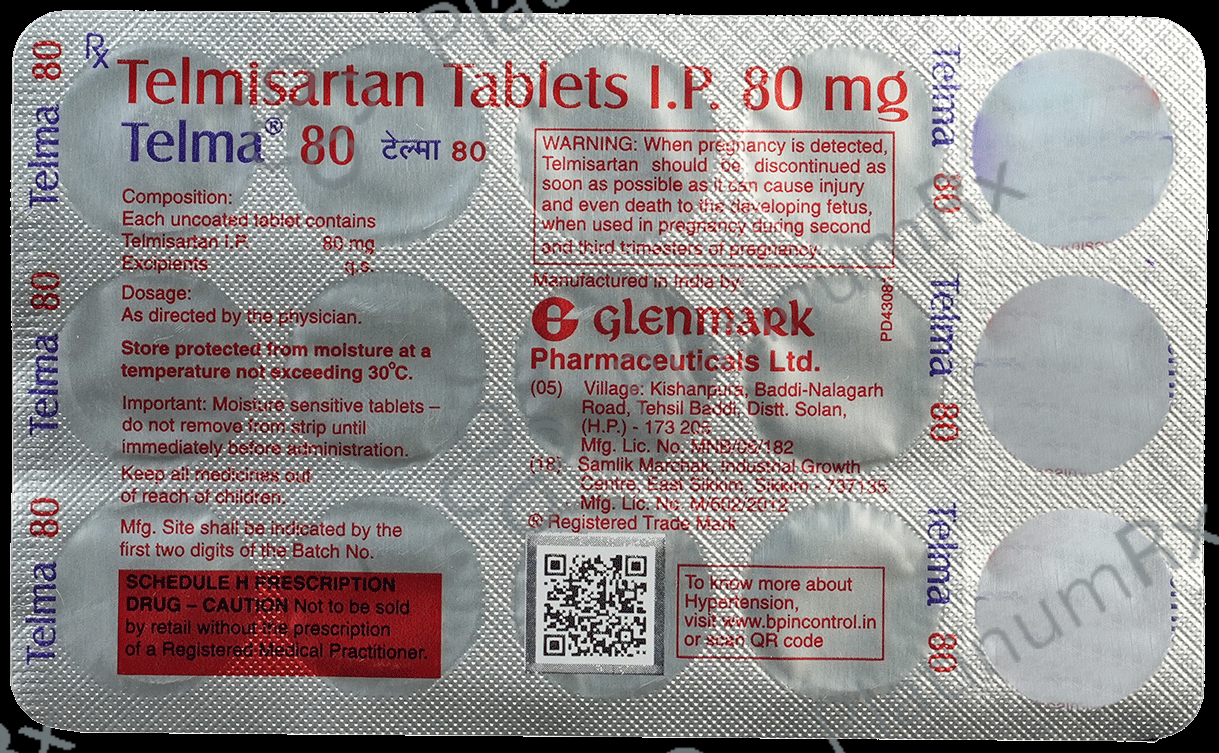 Rx
Telmisartan Tablets I.P. 80 mg
Telma® 80 टेल्मा 80
Composition:
Each uncoated tablet contains
Telmisartan I.P. 80 mg
Excipients q.s.
Dosage:
As directed by the physician.
Store protected from moisture at a
temperature not exceeding 30°C.
Important: Moisture sensitive tablets –
do not remove from strip until
immediately before administration.
Keep all medicines out
of reach of children.
Mfg. Site shall be indicated by the
first two digits of the Batch No.
SCHEDULE H PRESCRIPTION
DRUG – CAUTION Not to be sold
by retail without the prescription
of a Registered Medical Practitioner.
WARNING: When pregnancy is detected,
Telmisartan should be discontinued as
soon as possible as it can cause injury
and even death to the developing fetus,
when used in pregnancy during second
and third trimesters of pregnancy.
Manufactured in India by:
Glenmark
Pharmaceuticals Ltd.
(05) Village: Kishanpura, Baddi-Nalagarh
Road, Tehsil Baddi, Distt. Solan,
(H.P.) - 173 205
Mfg. Lic. No. MNB/05/182
(18) Samlik Marchak, Industrial Growth
Centre, East Sikkim, Sikkim - 737135.
Mfg. Lic. No. M/602/2012
® Registered Trade Mark
To know more about
Hypertension,
visit www.bpincontrol.in
or scan QR code
Telma 80
Telma 80
Telma 80
Telma 80
Telma 80
Telma 80
PlatinumRx